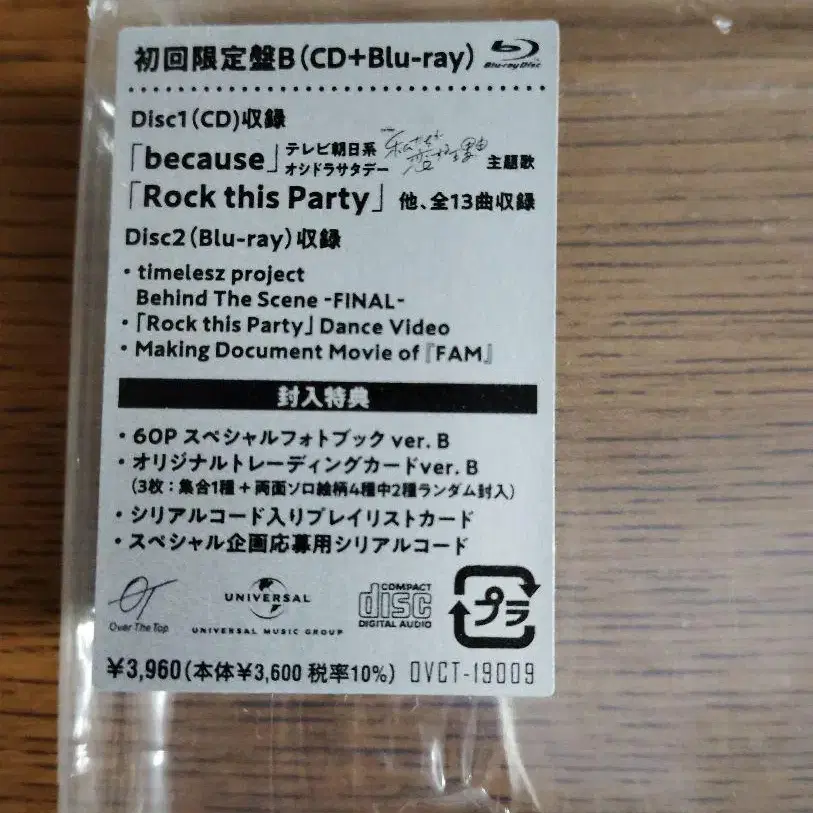 初回限定盤B(CD+Blu-ray) Blu-ray Disc
Disc1(CD)収録
「because」テレビ朝日系 オシドラサタデー 主題歌
「Rock this Party」他、全13曲収録
Disc2(Blu-ray)収録
・timelesz project
Behind The Scene -FINAL-
・「Rock this Party」Dance Video
・Making Document Movie of『FAM』
封入特典
・60P スペシャルフォトブック ver. B
・オリジナルトレーディングカードver. B
(3枚:集合1種+両面ソロ絵柄4種中2種ランダム封入)
・シリアルコード入りプレイリストカード
・スペシャル企画応募用シリアルコード
OT
Over The Top
UNIVERSAL
UNIVERSAL MUSIC GROUP
COMPACT
disc
DIGITAL AUDIO
プラ
¥3,960(本体¥3,600 税率10%) OVCT-19009